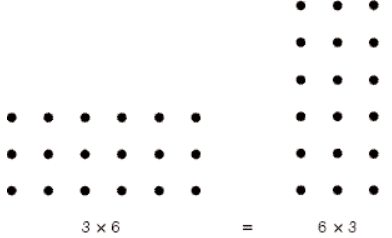 3 × 6 = 6 × 3